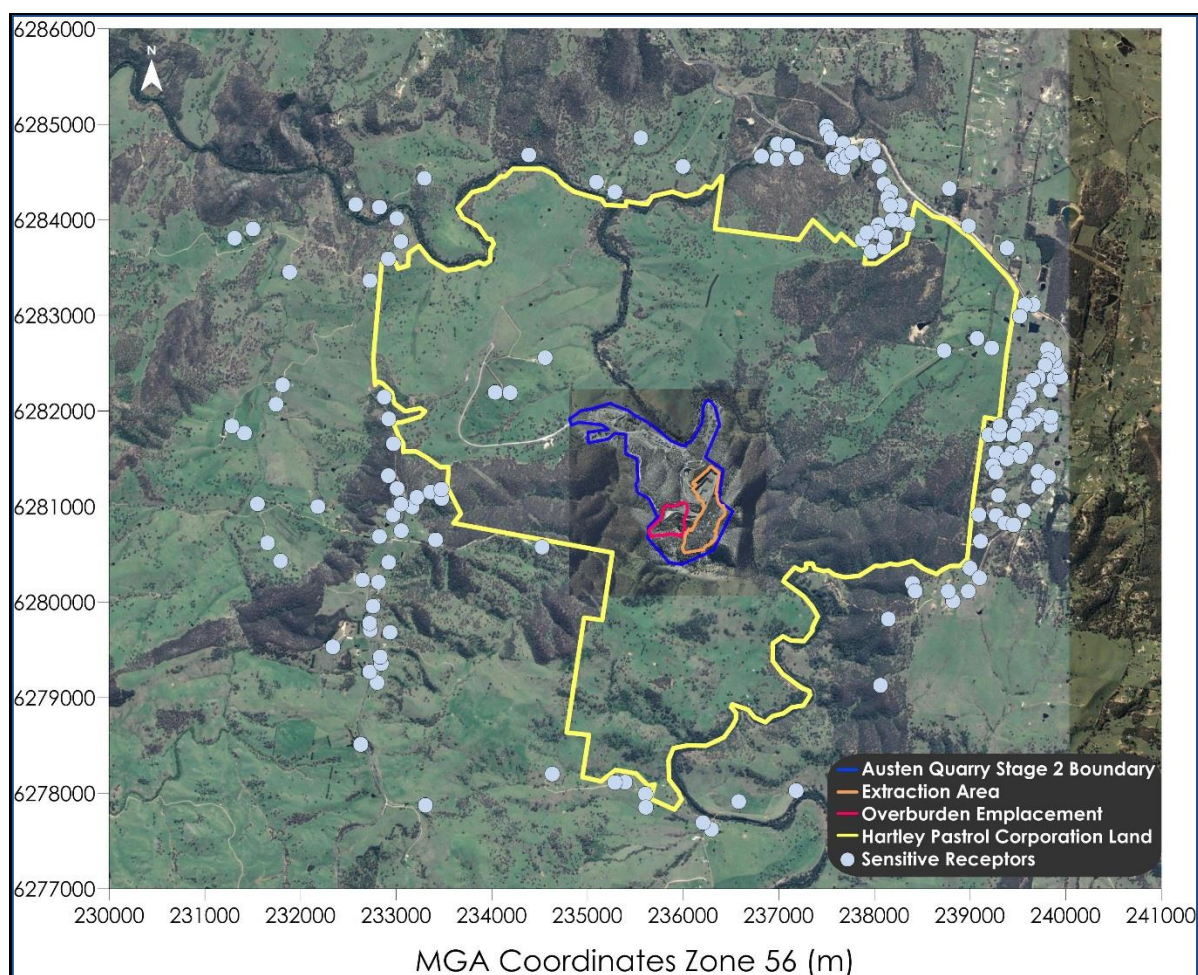 6286000
N
6285000
6284000
6283000
6282000
6281000
6280000
6279000
6278000
6277000
Austen Quarry Stage 2 Boundary
Extraction Area
Overburden Emplacement
Hartley Pastrol Corporation Land
Sensitive Receptors
230000 231000 232000 233000 234000 235000 236000 237000 238000 239000 240000 241000
MGA Coordinates Zone 56 (m)